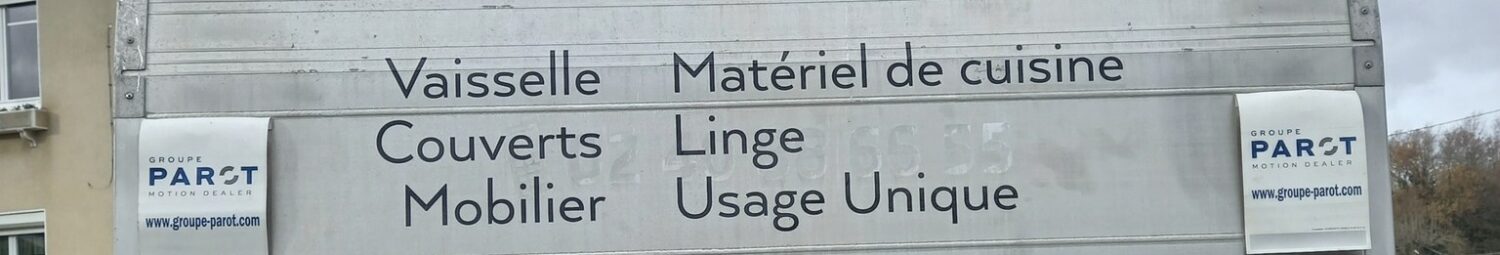 Vaisselle Matériel de cuisine
Couverts Linge
Mobilier Usage Unique
GROUPE
PAROT
MOTION DEALER
www.groupe-parot.com
GROUPE
PAROT
MOTION DEALER
www.groupe-parot.com